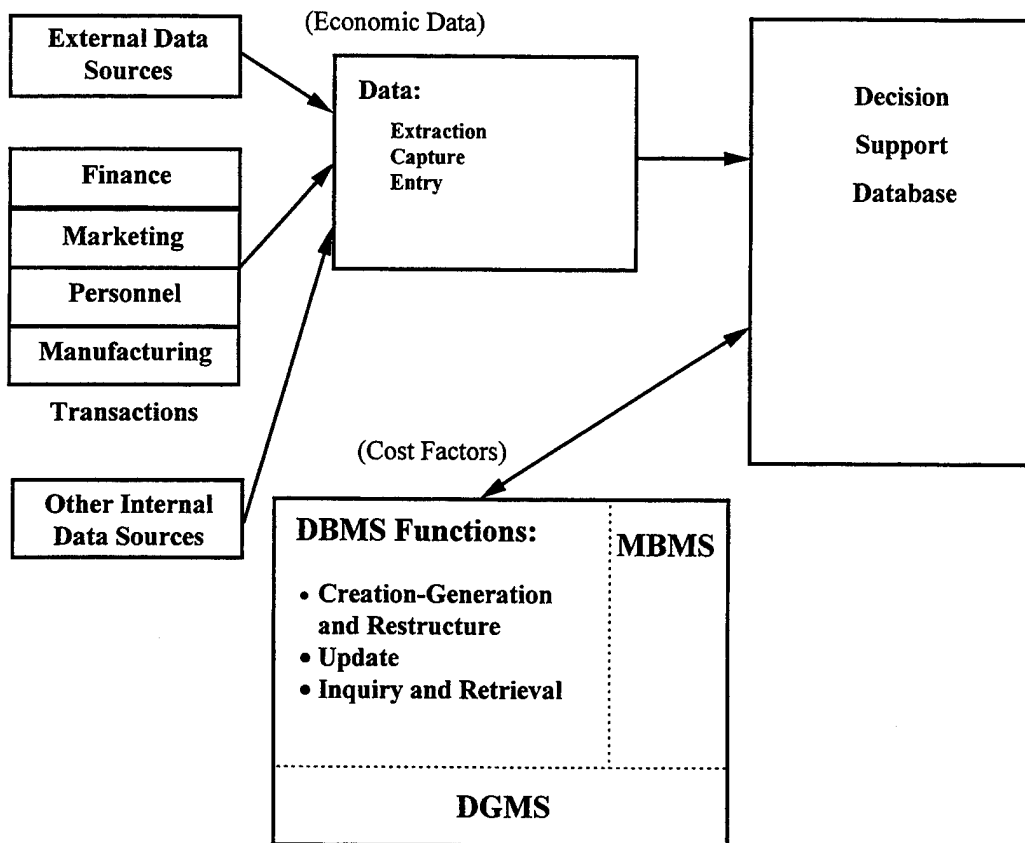 (Economic Data)
External Data
Sources
Data:
Extraction
Capture
Entry
Decision
Support
Database
Finance
Marketing
Personnel
Manufacturing
Transactions
(Cost Factors)
Other Internal
Data Sources
DBMS Functions:
MBMS
• Creation-Generation
and Restructure
• Update
• Inquiry and Retrieval
DGMS